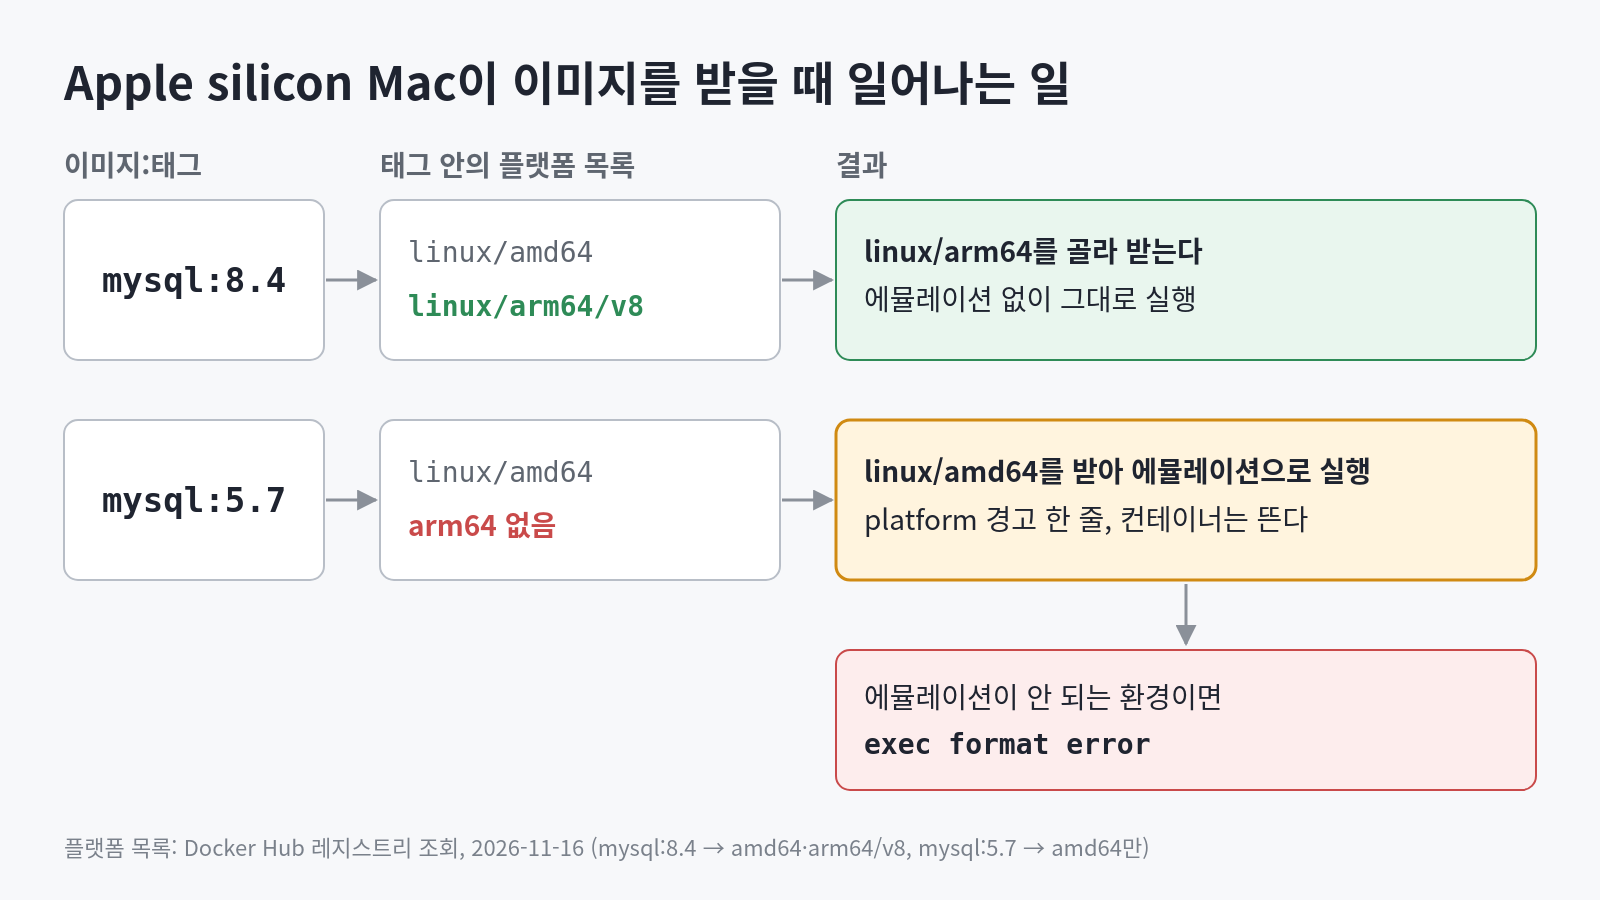 Apple silicon Mac이 이미지를 받을 때 일어나는 일
이미지:태그
태그 안의 플랫폼 목록
결과
mysql:8.4
linux/amd64
linux/arm64/v8
linux/arm64를 골라 받는다
에뮬레이션 없이 그대로 실행
mysql:5.7
linux/amd64
arm64 없음
linux/amd64를 받아 에뮬레이션으로 실행
platform 경고 한 줄, 컨테이너는 뜬다
에뮬레이션이 안 되는 환경이면
exec format error
플랫폼 목록: Docker Hub 레지스트리 조회, 2026-11-16 (mysql:8.4 → amd64·arm64/v8, mysql:5.7 → amd64만)